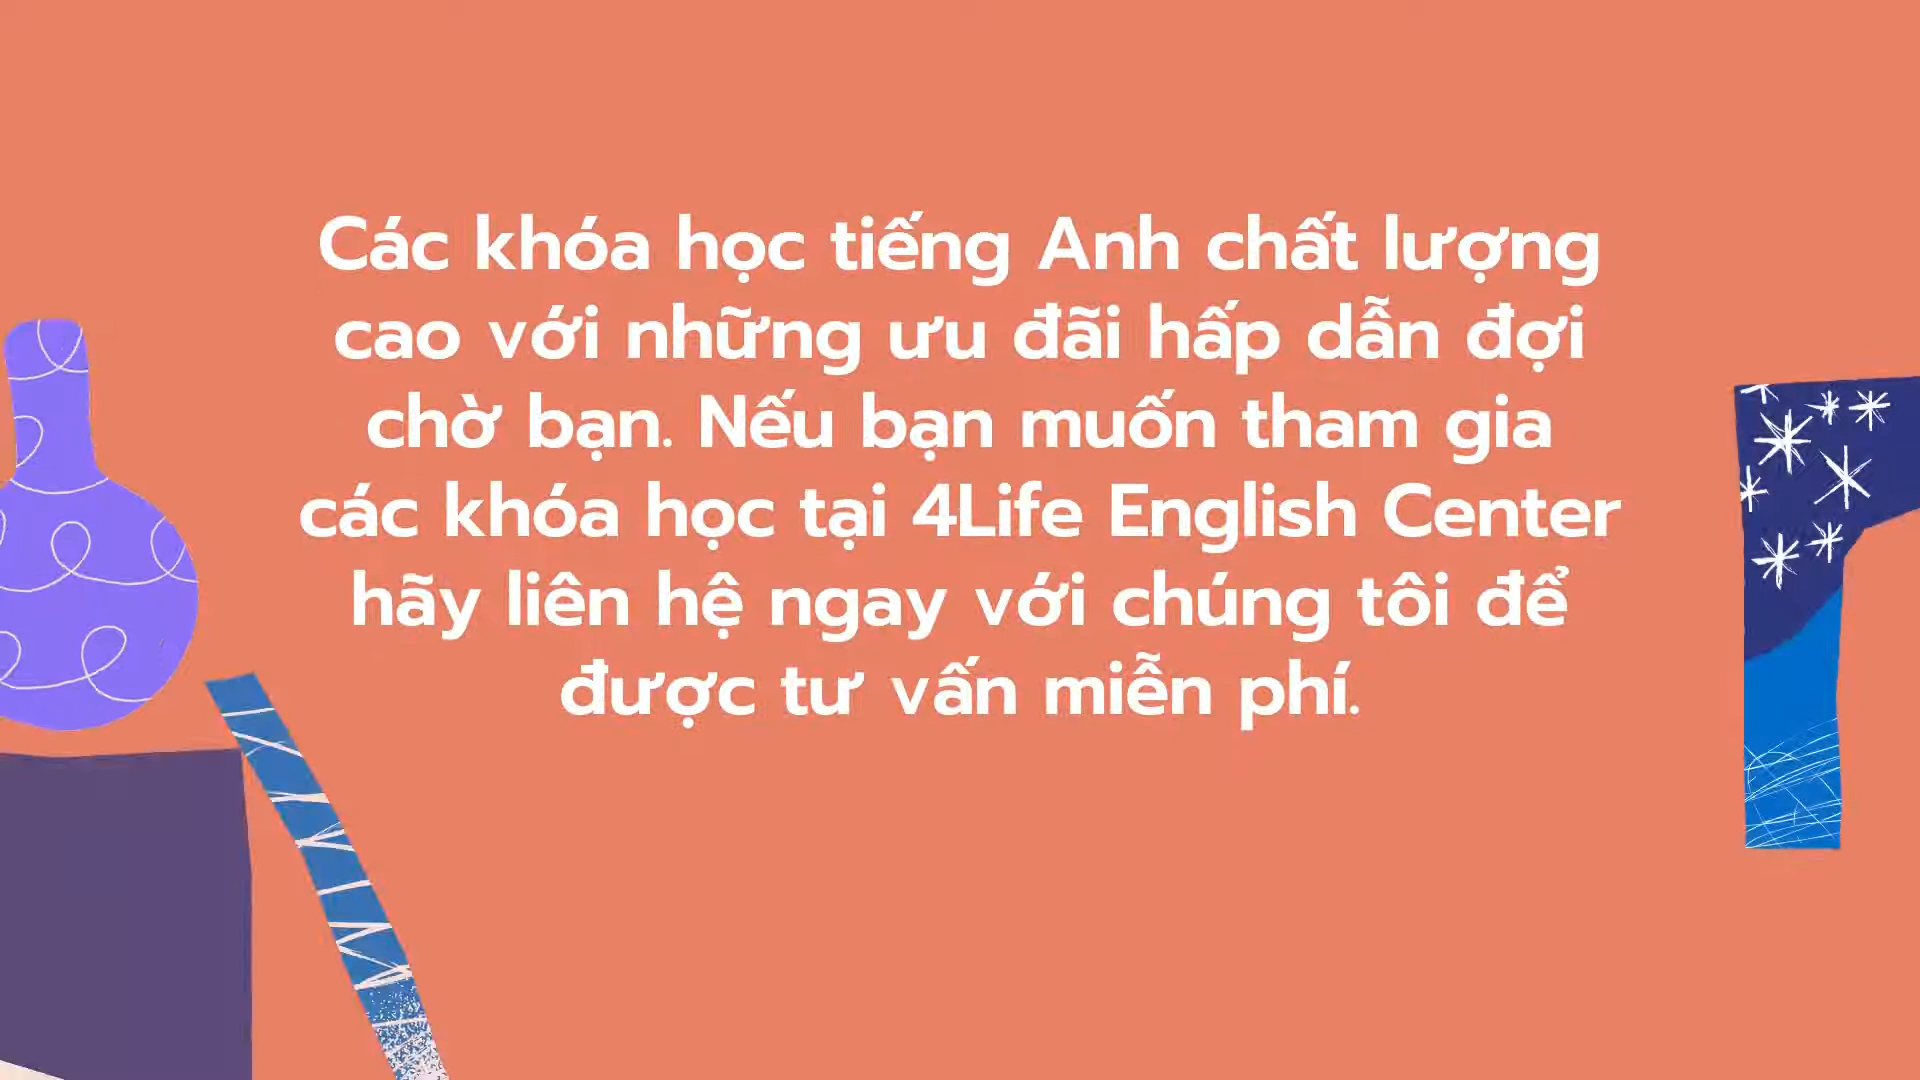 Các khóa học tiếng Anh chất lượng
cao với những ưu đãi hấp dẫn đợi
chờ bạn. Nếu bạn muốn tham gia
các khóa học tại 4Life English Center
hãy liên hệ ngay với chúng tôi để
được tư vấn miễn phí.